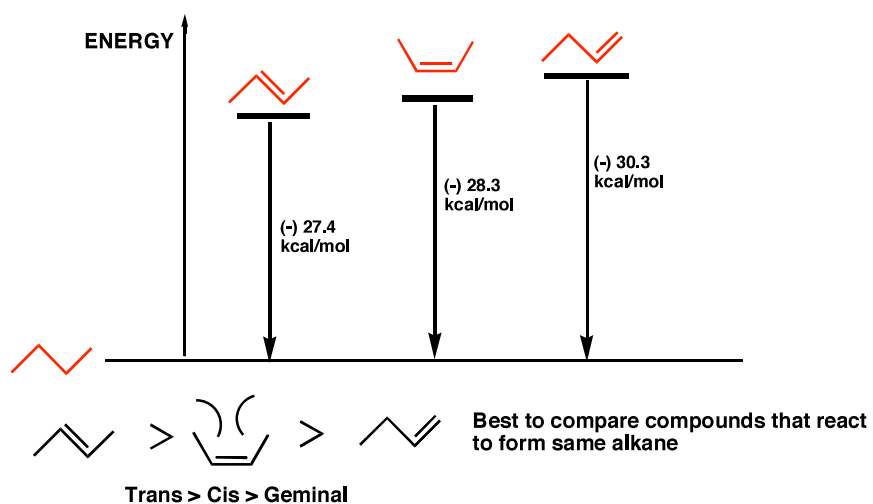 ENERGY
(-) 27.4
kcal/mol
(-) 28.3
kcal/mol
(-) 30.3
kcal/mol
> >
Best to compare compounds that react
to form same alkane
Trans > Cis > Geminal